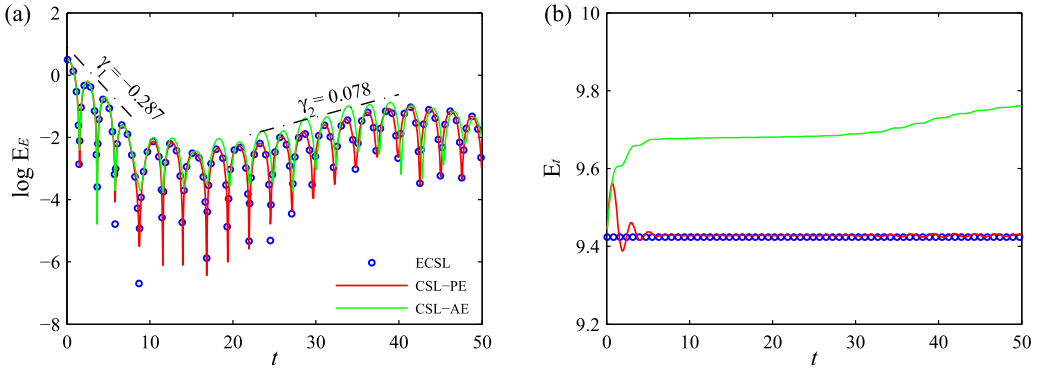 (a)
2
0
−2
−4
−6
−8
log E_E
γ₁ = −0.287
γ₂ = 0.078
ECSL
CSL−PE
CSL−AE
0 10 20 30 40 50
t
(b)
10
9.8
9.6
9.4
9.2
E_t
0 10 20 30 40 50
t